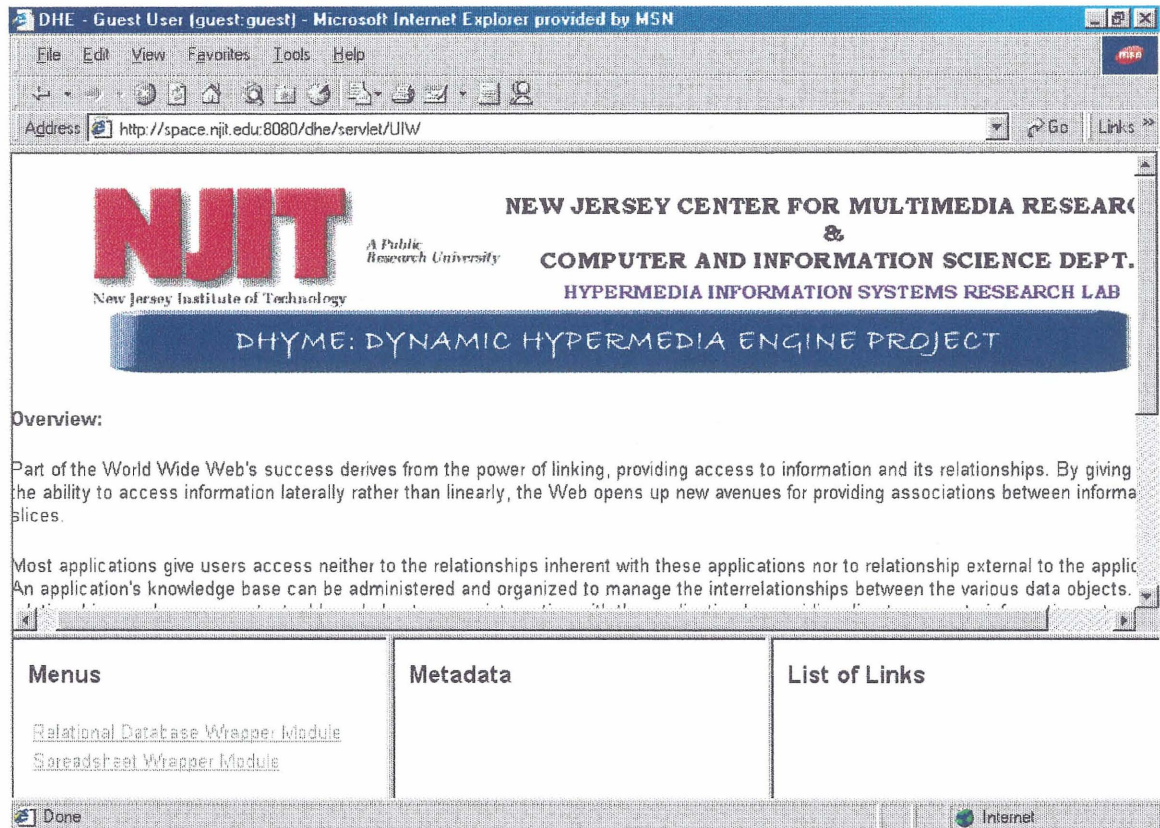 DHE - Guest User (guest:guest) - Microsoft Internet Explorer provided by MSN
File Edit View Favorites Tools Help
msn
Address http://space.njit.edu:8080/dhe/servlet/UIW Go Links »
NJIT
New Jersey Institute of Technology
A Public
Research University
NEW JERSEY CENTER FOR MULTIMEDIA RESEARC
&
COMPUTER AND INFORMATION SCIENCE DEPT.
HYPERMEDIA INFORMATION SYSTEMS RESEARCH LAB
DHYME: DYNAMIC HYPERMEDIA ENGINE PROJECT
Overview:
Part of the World Wide Web's success derives from the power of linking, providing access to information and its relationships. By giving
the ability to access information laterally rather than linearly, the Web opens up new avenues for providing associations between informa
slices.
Most applications give users access neither to the relationships inherent with these applications nor to relationship external to the applic
An application's knowledge base can be administered and organized to manage the interrelationships between the various data objects.
Menus
Relational Database Wrapper Module
Spreadsheet Wrapper Module
Metadata
List of Links
Done
Internet